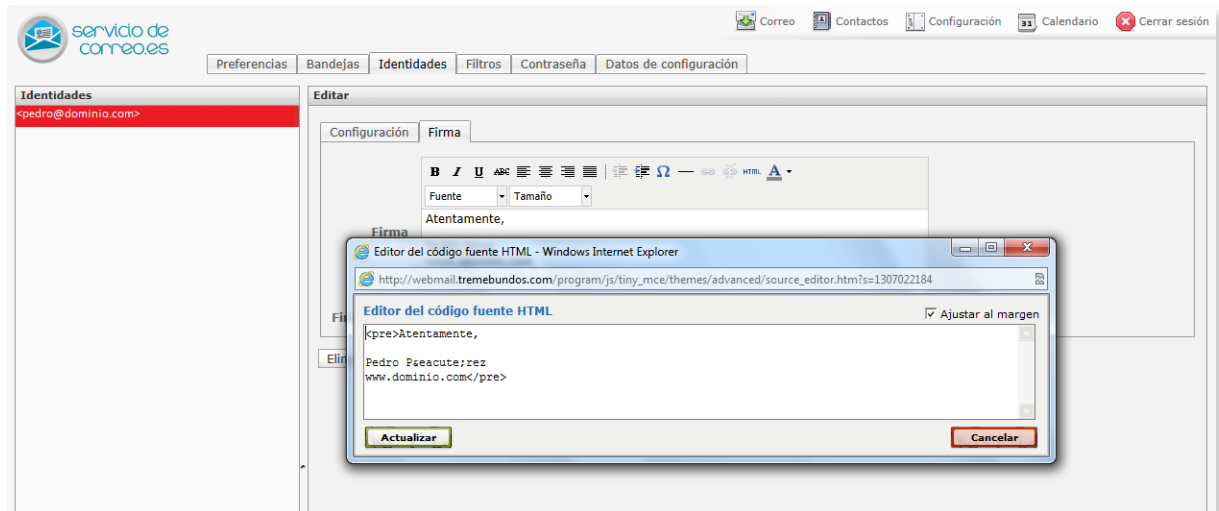 servicio de
correo.es
Correo Contactos Configuración 31 Calendario Cerrar sesión
Preferencias Bandejas Identidades Filtros Contraseña Datos de configuración
Identidades
<pedro@dominio.com>
Editar
Configuración Firma
B I U ABC Ω — HTML A
Fuente Tamaño
Atentamente,
Firma
Editor del código fuente HTML - Windows Internet Explorer
http://webmail.tremebundos.com/program/js/tiny_mce/themes/advanced/source_editor.htm?s=1307022184
Editor del código fuente HTML
Ajustar al margen
<pre>Atentamente,
Pedro P&eacute;rez
www.dominio.com</pre>
Actualizar Cancelar